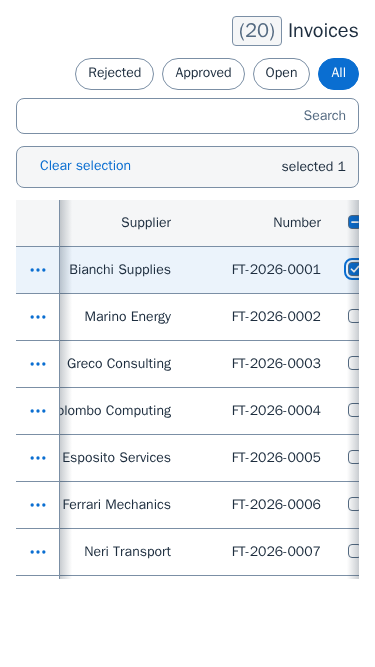 (20) Invoices
Rejected Approved Open All
Search
Clear selection selected 1
Supplier Number
Bianchi Supplies FT-2026-0001
Marino Energy FT-2026-0002
Greco Consulting FT-2026-0003
olombo Computing FT-2026-0004
Esposito Services FT-2026-0005
Ferrari Mechanics FT-2026-0006
Neri Transport FT-2026-0007